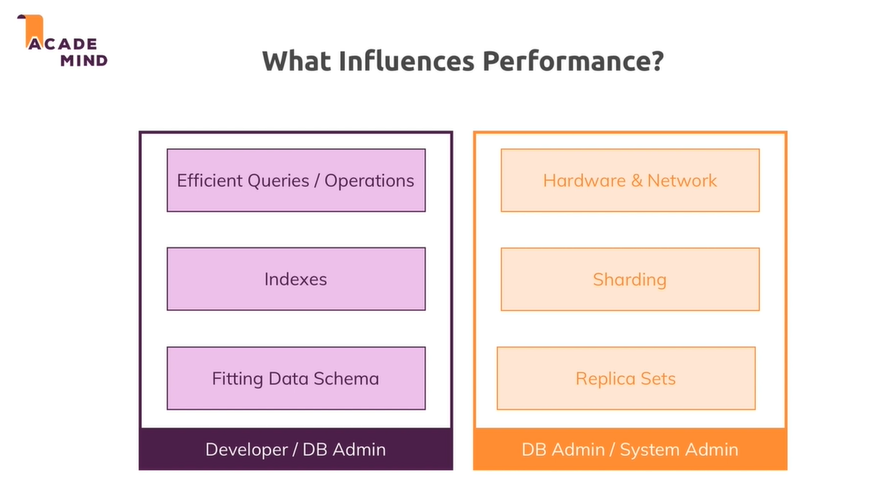 ACADE
MIND
What Influences Performance?
Efficient Queries / Operations
Indexes
Fitting Data Schema
Developer / DB Admin
Hardware & Network
Sharding
Replica Sets
DB Admin / System Admin